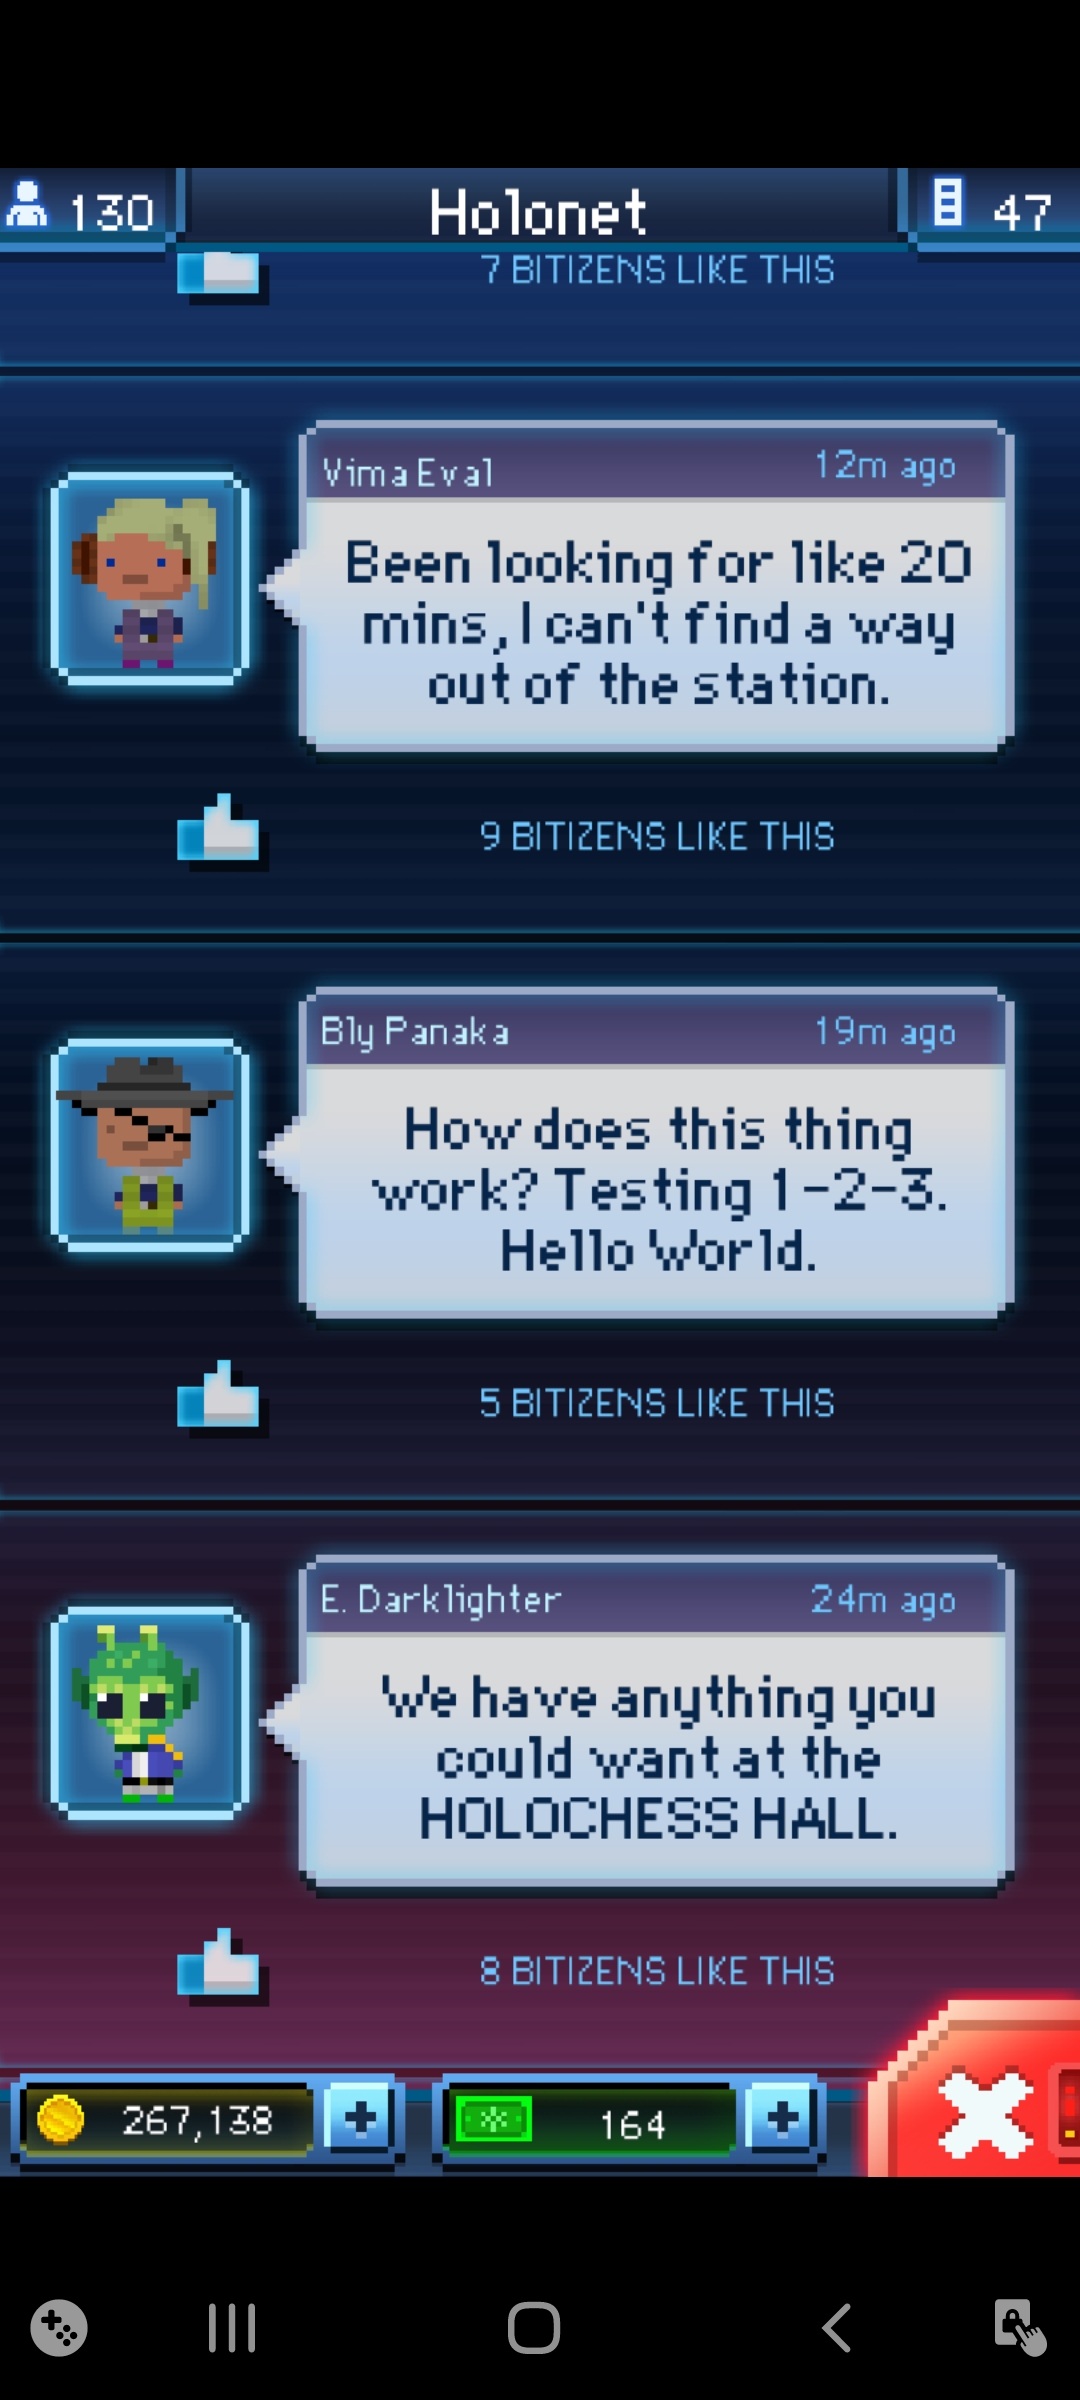 130
Holonet
47
7 BITIZENS LIKE THIS
Vima Eval
12m ago
Been looking for like 20
mins, I can't find a way
out of the station.
9 BITIZENS LIKE THIS
Bly Panaka
19m ago
How does this thing
work? Testing 1-2-3.
Hello World.
5 BITIZENS LIKE THIS
E. Darklighter
24m ago
We have anything you
could want at the
HOLOCHESS HALL.
8 BITIZENS LIKE THIS
267,138
164